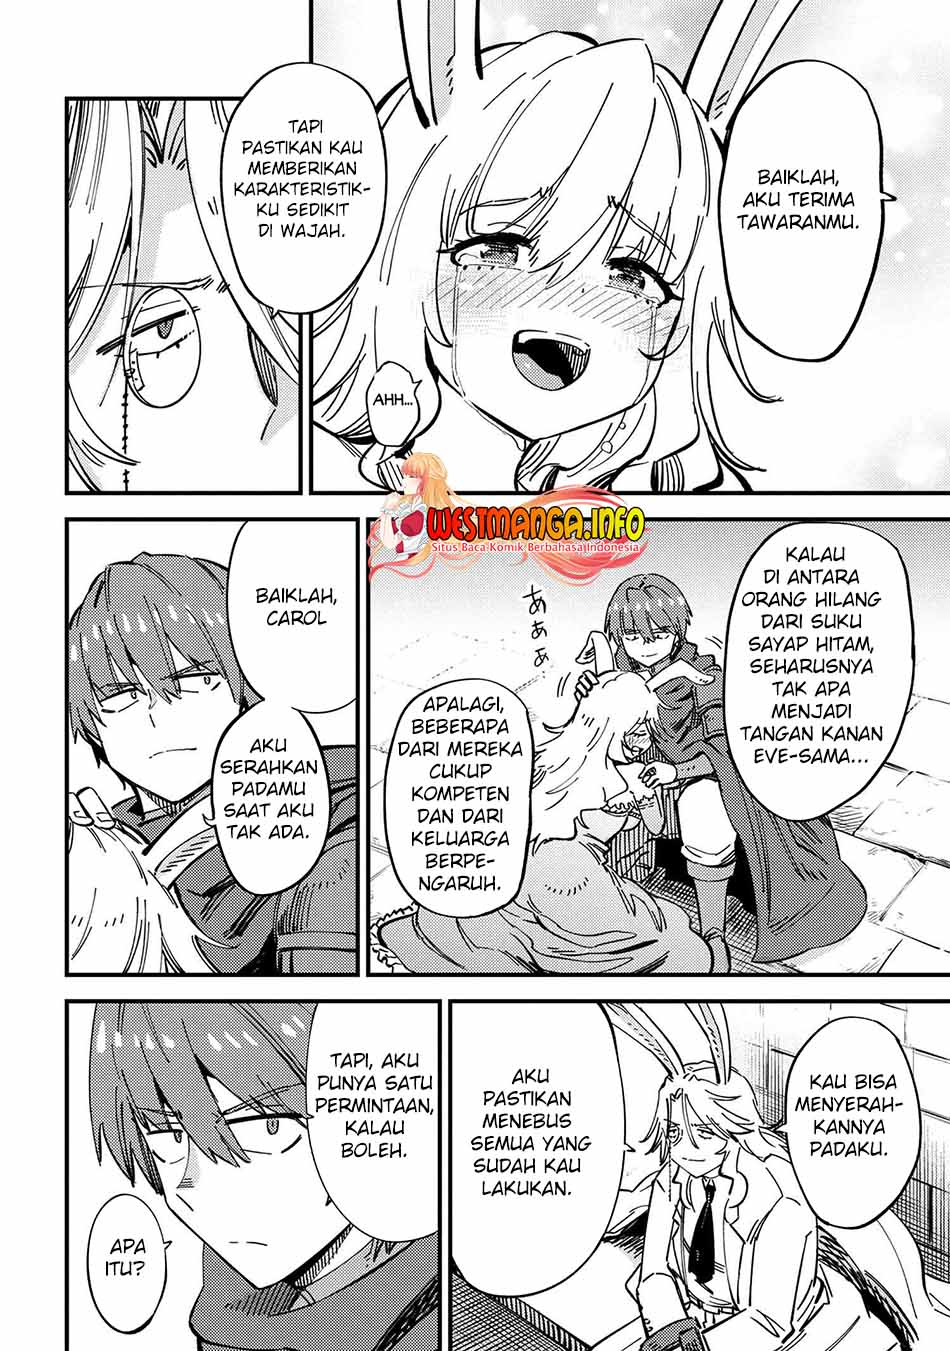 BAIKLAH,
AKU TERIMA
TAWARANMU.
TAPI
PASTIKAN KAU
MEMBERIKAN
KARAKTERISTIK-
KU SEDIKIT
DI WAJAH.
AHH...
WESTMANGA.INFO
Situs Baca Komik Berbahasa Indonesia
KALAU
DI ANTARA
ORANG HILANG
DARI SUKU
SAYAP HITAM,
SEHARUSNYA
TAK APA
MENJADI
TANGAN KANAN
EVE-SAMA...
あぁぁ
APALAGI,
BEBERAPA
DARI MEREKA
CUKUP
KOMPETEN
DAN DARI
KELUARGA
BERPE-
NGARUH.
BAIKLAH,
CAROL
AKU
SERAHKAN
PADAMU
SAAT AKU
TAK ADA.
KAU BISA
MENYERAH-
KANNYA
PADAKU.
AKU
PASTIKAN
MENEBUS
SEMUA YANG
SUDAH KAU
LAKUKAN.
TAPI, AKU
PUNYA SATU
PERMINTAAN,
KALAU
BOLEH.
APA
ITU?